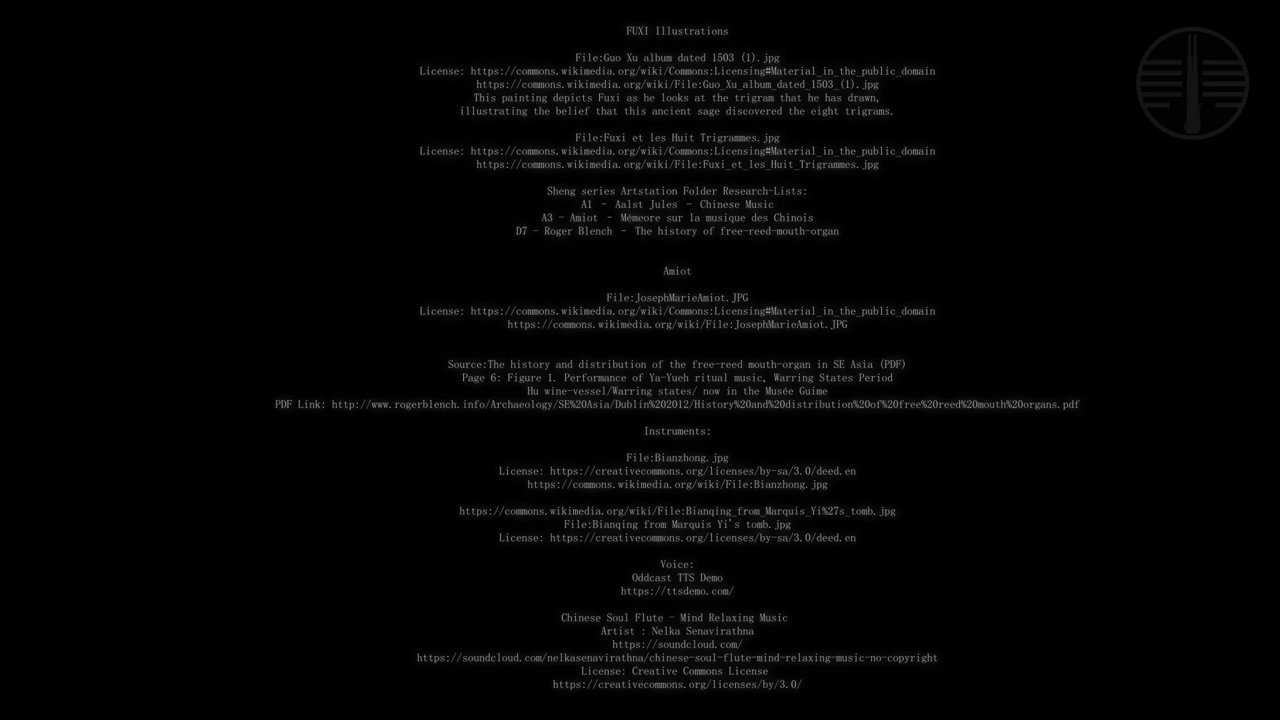 FUXI lllustrations
File:Guo Xu album dated 1503 (1).jpg
License: https://commons.wikimedia.org/wiki/Commons:Licensing#Material_in_the_public_domain
https://commons.wikimedia.org/wiki/File:Guo_Xu_album_dated_1503_(1).jpg
This painting depicts Fuxi as he looks at the trigram that he has drawn,
illustrating the belief that this ancient sage discovered the eight trigrams.
File:Fuxi et les Huit Trigrammes.jpg
License: https://commons.wikimedia.org/wiki/Commons:Licensing#Material_in_the_public_domain
https://commons.wikimedia.org/wiki/File:Fuxi_et_les_Huit_Trigrammes.jpg
Sheng series Artstation Folder Research-Lists:
A1 - Aalst Jules - Chinese Music
A3 - Amiot - Mémeore sur la musique des Chinois
D7 - Roger Blench - The history of free-reed-mouth-organ
Amiot
File:JosephMarieAmiot.JPG
License: https://commons.wikimedia.org/wiki/Commons:Licensing#Material_in_the_public_domain
https://commons.wikimedia.org/wiki/File:JosephMarieAmiot.JPG
Source:The history and distribution of the free-reed mouth-organ in SE Asia (PDF)
Page 6: Figure 1. Performance of Ya-Yueh ritual music, Warring States Period
Hu wine-vessel/Warring states/ now in the Musée Guime
PDF Link: http://www.rogerblench.info/Archaeology/SE%20Asia/Dublin%202012/History%20and%20distribution%20of%20free%20reed%20mouth%20organs.pdf
Instruments:
File:Bianzhong.jpg
License: https://creativecommons.org/licenses/by-sa/3.0/deed.en
https://commons.wikimedia.org/wiki/File:Bianzhong.jpg
https://commons.wikimedia.org/wiki/File:Bianqing_from_Marquis_Yi%27s_tomb.jpg
File:Bianqing from Marquis Yi's tomb.jpg
License: https://creativecommons.org/licenses/by-sa/3.0/deed.en
Voice:
Oddcast TTS Demo
https://ttsdemo.com/
Chinese Soul Flute - Mind Relaxing Music
Artist : Nelka Senavirathna
https://soundcloud.com/
https://soundcloud.com/nelkasenavirathna/chinese-soul-flute-mind-relaxing-music-no-copyright
License: Creative Commons License
https://creativecommons.org/licenses/by/3.0/